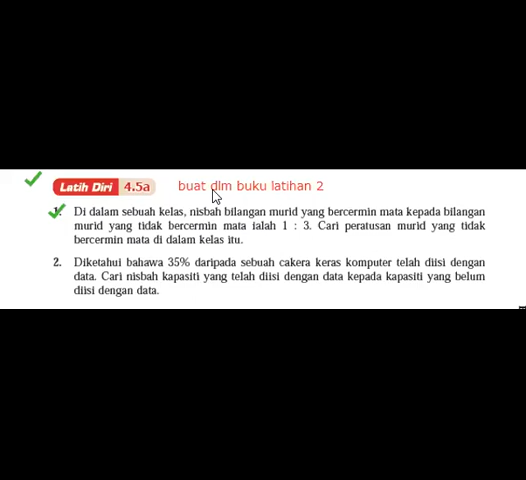 Latih Diri 4.5a buat dlm buku latihan 2
1. Di dalam sebuah kelas, nisbah bilangan murid yang bercermin mata kepada bilangan
murid yang tidak bercermin mata ialah 1 : 3. Cari peratusan murid yang tidak
bercermin mata di dalam kelas itu.
2. Diketahui bahawa 35% daripada sebuah cakera keras komputer telah diisi dengan
data. Cari nisbah kapasiti yang telah diisi dengan data kepada kapasiti yang belum
diisi dengan data.